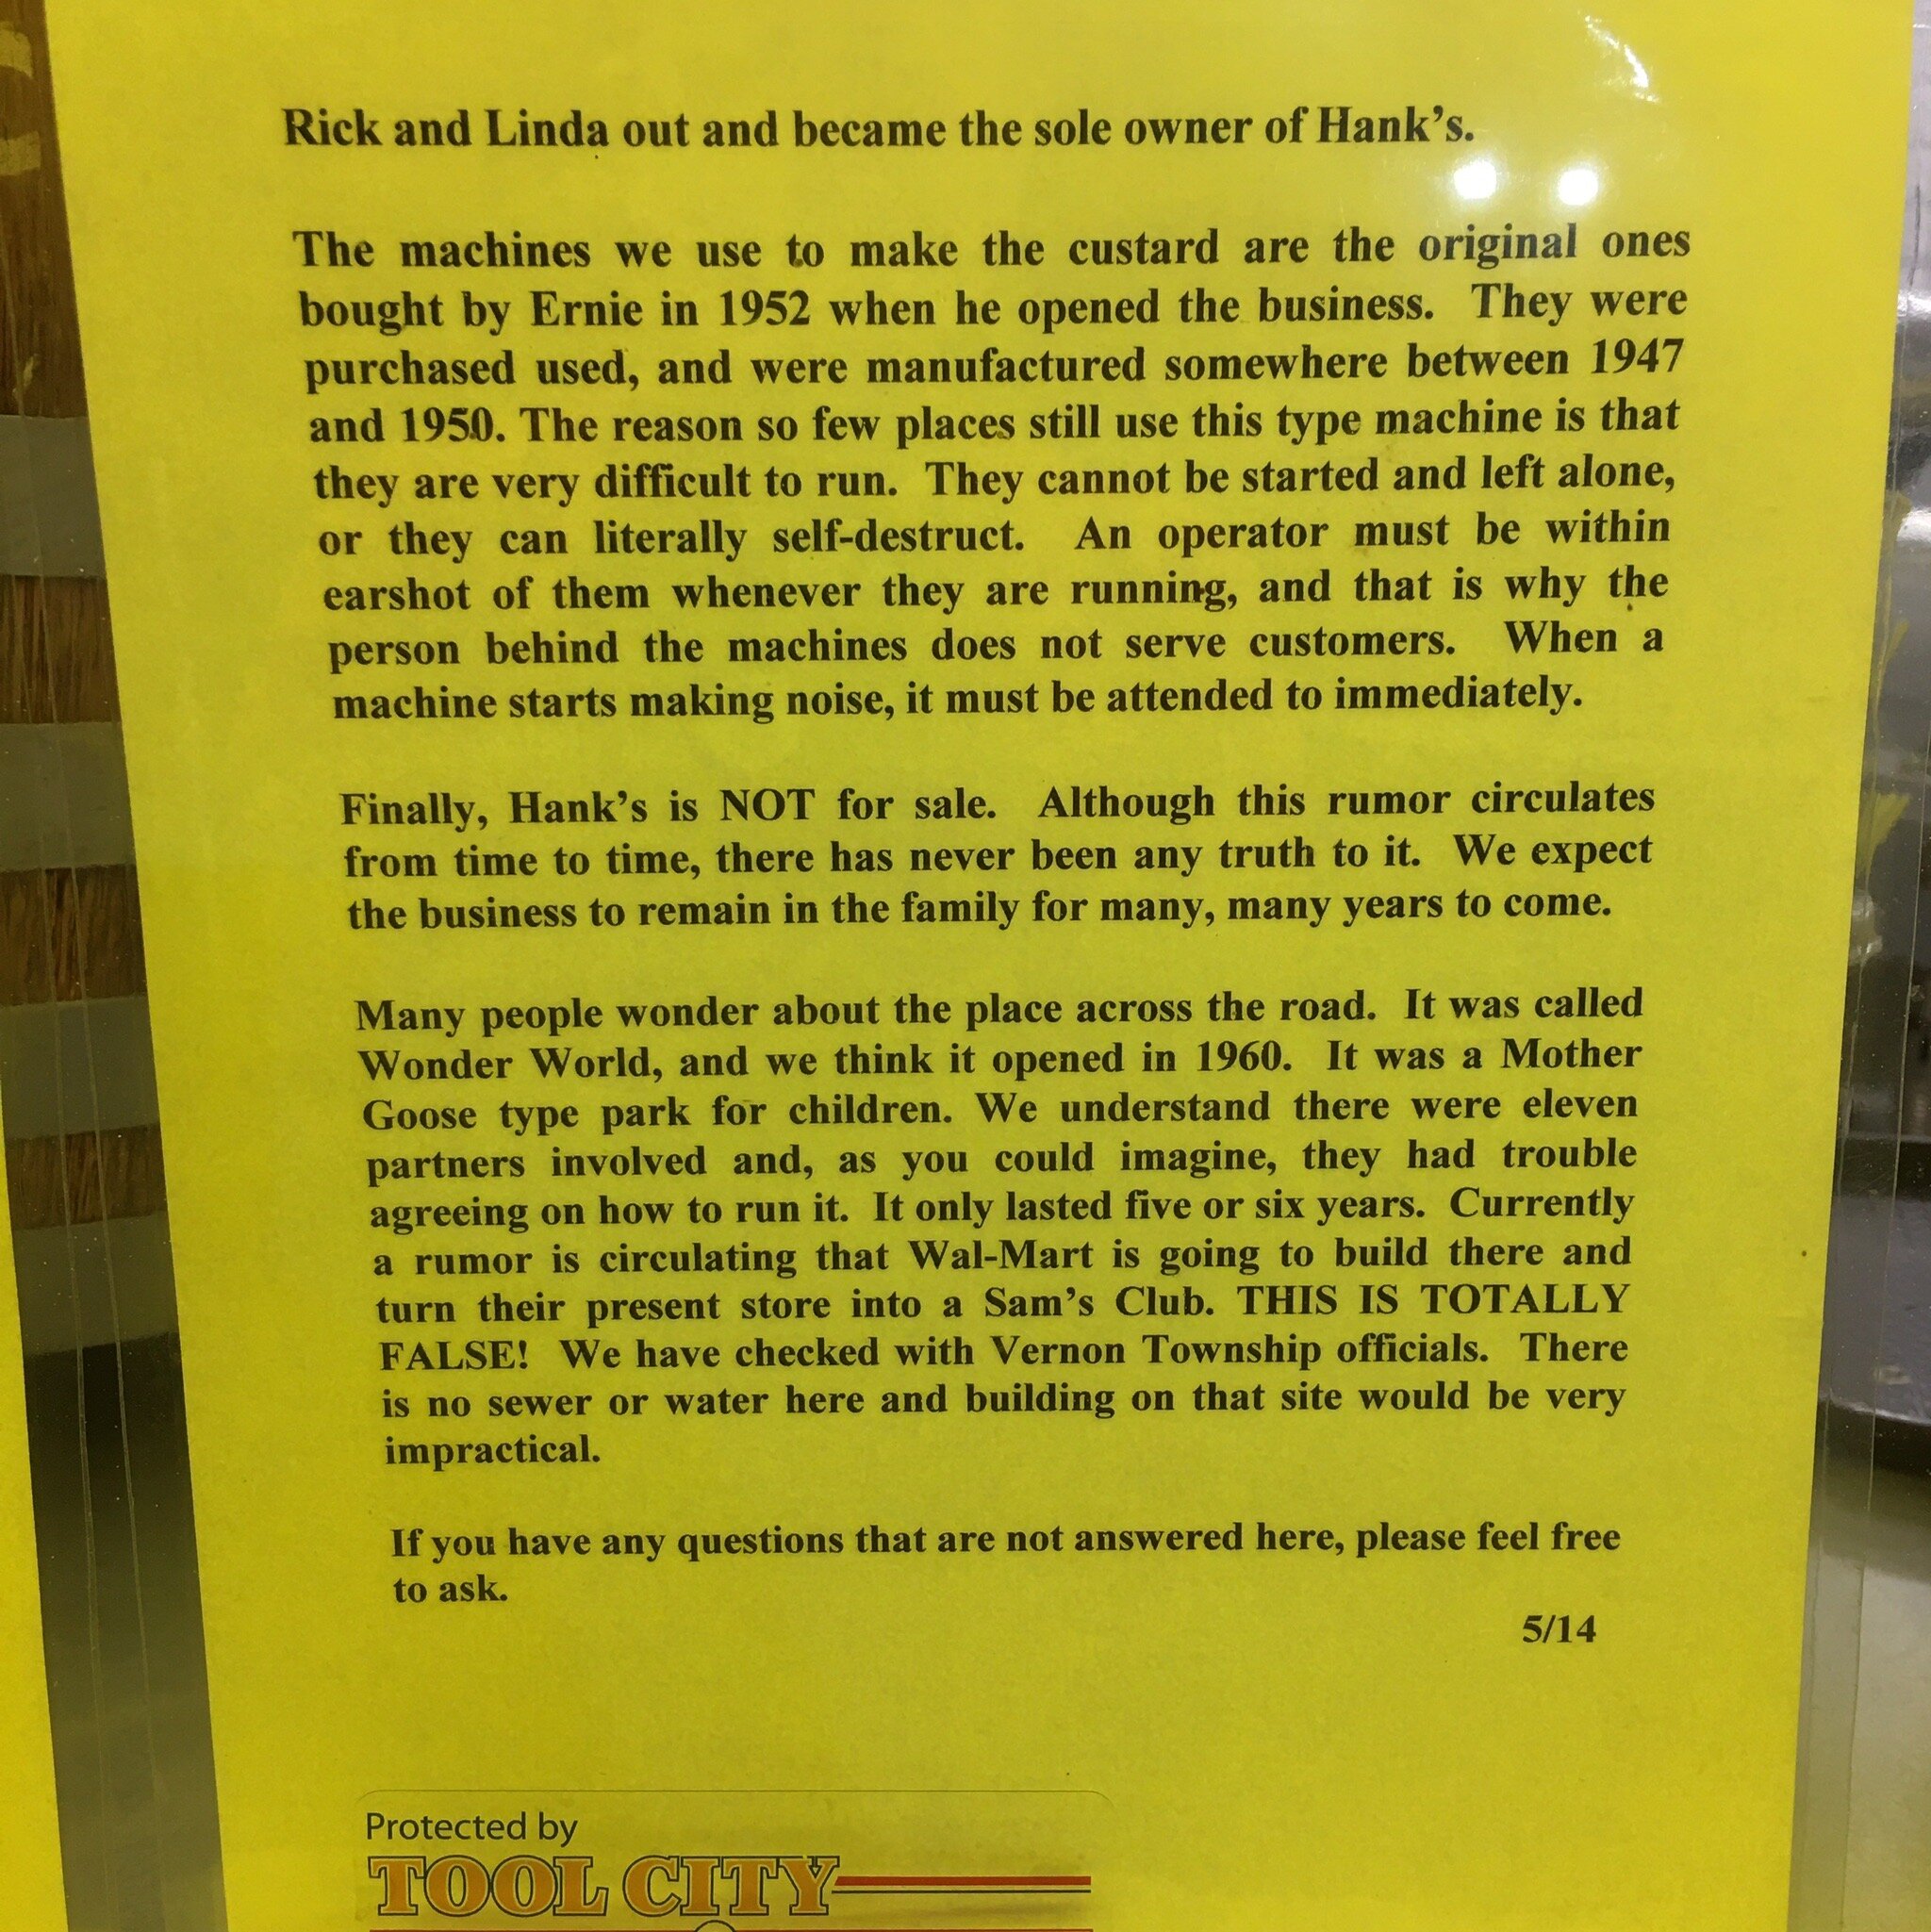 Rick and Linda out and became the sole owner of Hank's.
The machines we use to make the custard are the original ones
bought by Ernie in 1952 when he opened the business. They were
purchased used, and were manufactured somewhere between 1947
and 1950. The reason so few places still use this type machine is that
they are very difficult to run. They cannot be started and left alone,
or they can literally self-destruct. An operator must be within
earshot of them whenever they are running, and that is why the
person behind the machines does not serve customers. When a
machine starts making noise, it must be attended to immediately.
Finally, Hank's is NOT for sale. Although this rumor circulates
from time to time, there has never been any truth to it. We expect
the business to remain in the family for many, many years to come.
Many people wonder about the place across the road. It was called
Wonder World, and we think it opened in 1960. It was a Mother
Goose type park for children. We understand there were eleven
partners involved and, as you could imagine, they had trouble
agreeing on how to run it. It only lasted five or six years. Currently
a rumor is circulating that Wal-Mart is going to build there and
turn their present store into a Sam's Club. THIS IS TOTALLY
FALSE! We have checked with Vernon Township officials. There
is no sewer or water here and building on that site would be very
impractical.
If you have any questions that are not answered here, please feel free
to ask.
5/14
Protected by
TOOL CITY